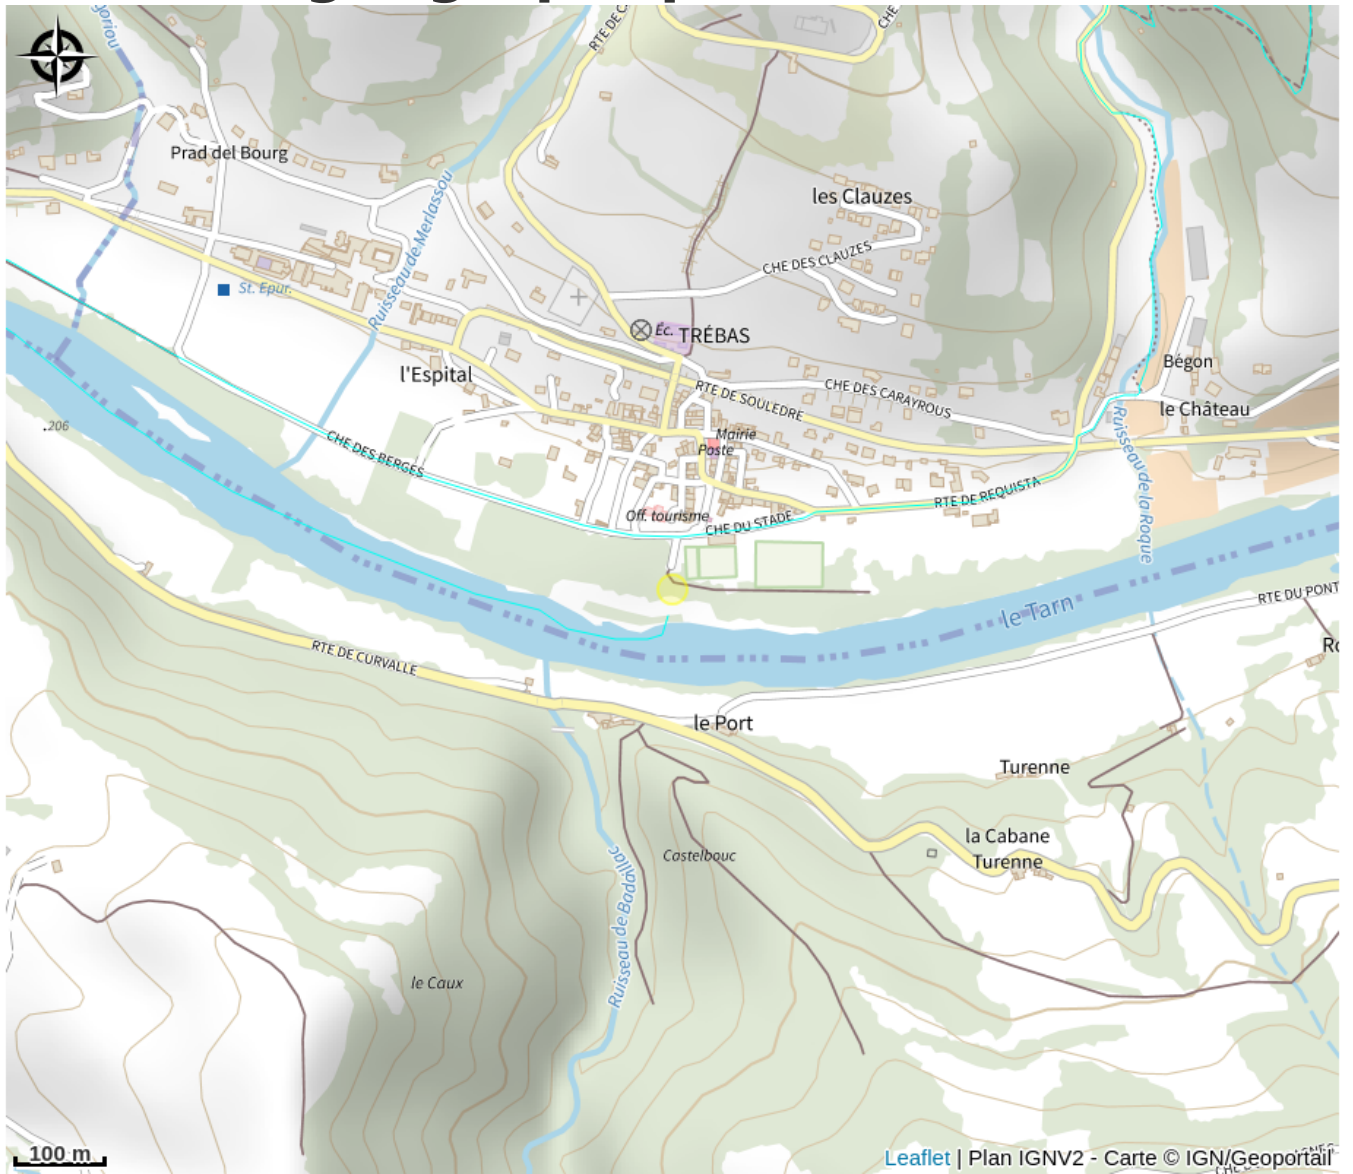 goriou
RTE DE C.
CHE
Prad del Bourg
les Clauzes
Ruisseau de Merlassou
CHE DES CLAUZES
St. Epur.
Ec. TRÉBAS
l'Espital
RTE DE SOULEDRE
CHE DES CARAYROUS
Bégon
le Château
.206
CHE DES BERGES
Mairie
Poste
Ruisseau de la Roque
RTE DE REQUISTA
Off. tourisme
CHE DU STADE
le Tarn
RTE DU PONT
RTE DE CURVALLE
le Port
Turenne
la Cabane
Turenne
Castelbouc
Ruisseau de Badaillac
le Caux
100 m
Leaflet | Plan IGNV2 - Carte © IGN/Geoportail